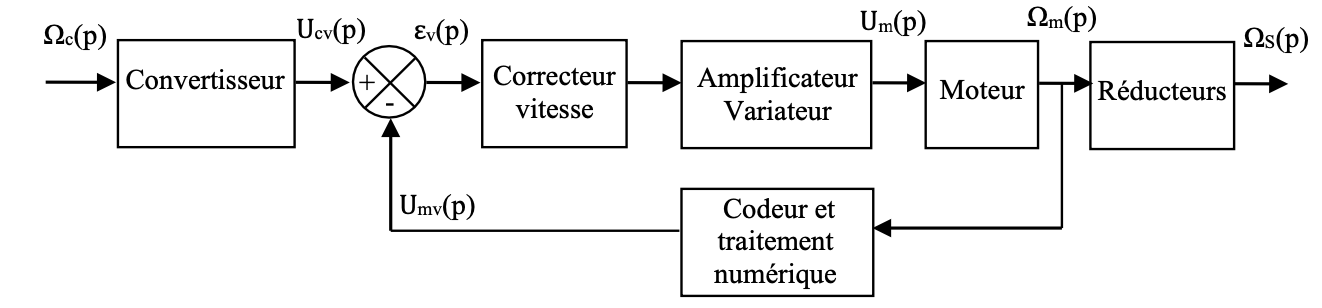 Ωc(p)
Convertisseur
Ucv(p)
+
-
εv(p)
Correcteur
vitesse
Amplificateur
Variateur
Um(p)
Moteur
Ωm(p)
Réducteurs
ΩS(p)
Umv(p)
Codeur et
traitement
numérique